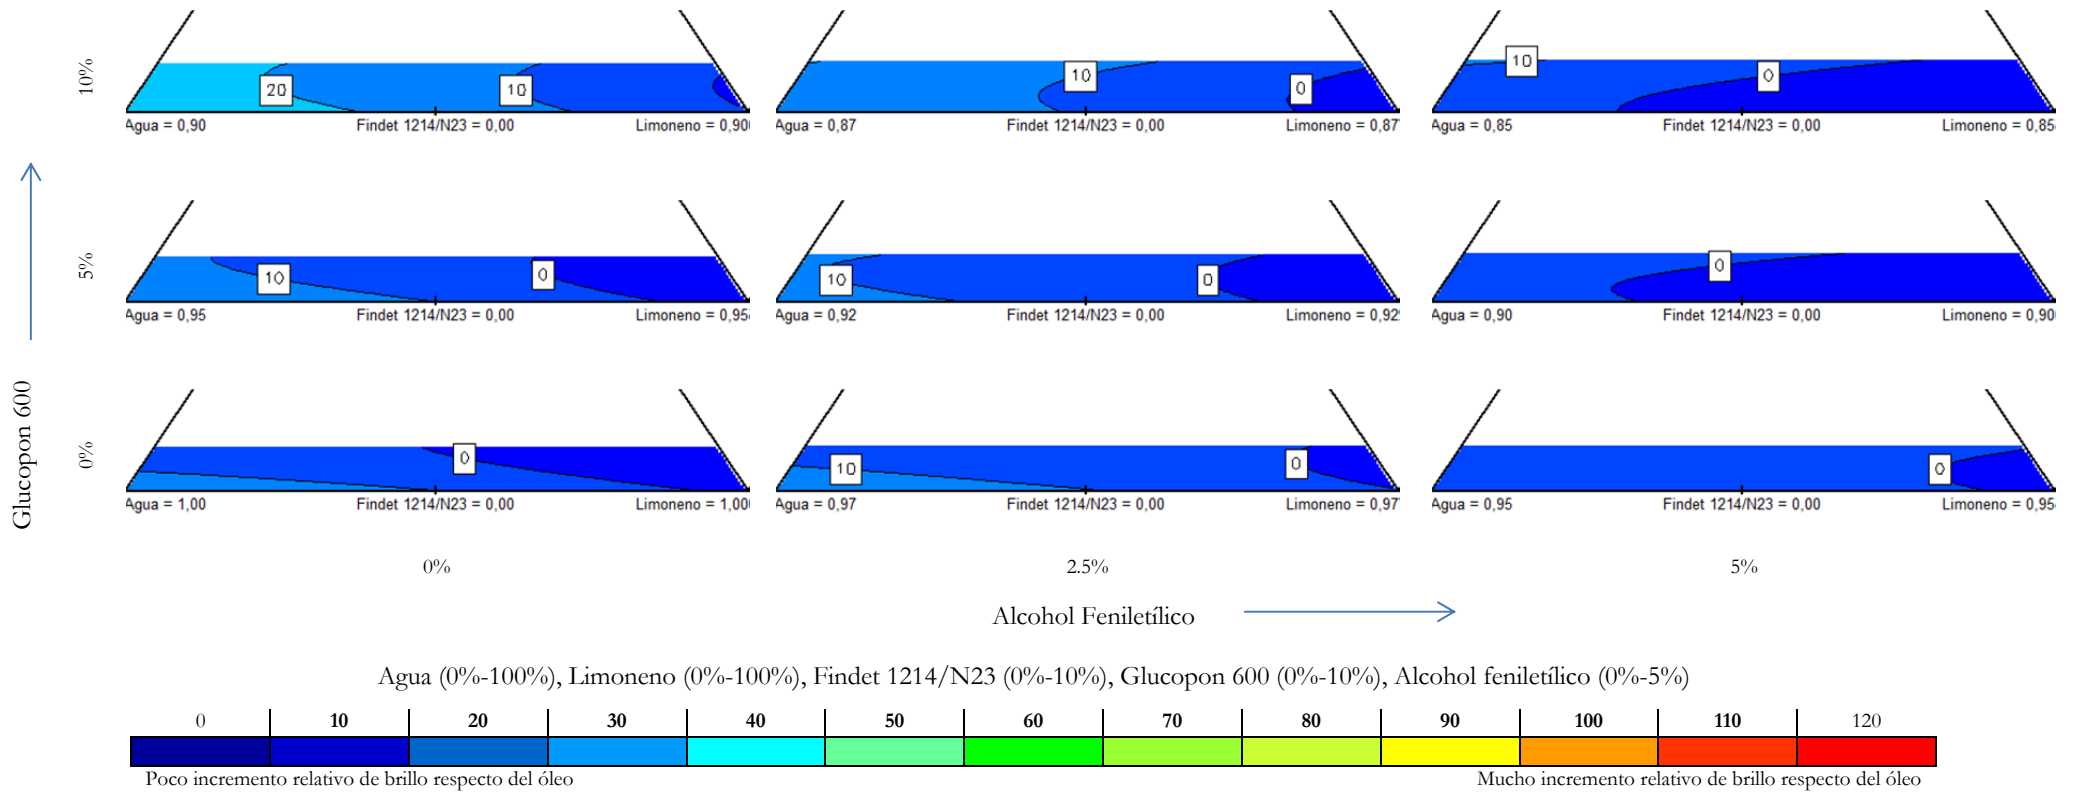 10%
20
10
Agua = 0,90
Findet 1214/N23 = 0,00
Limoneno = 0,90
10
0
Agua = 0,87
Findet 1214/N23 = 0,00
Limoneno = 0,87
10
0
Agua = 0,85
Findet 1214/N23 = 0,00
Limoneno = 0,85
5%
10
0
Agua = 0,95
Findet 1214/N23 = 0,00
Limoneno = 0,95
10
0
Agua = 0,92
Findet 1214/N23 = 0,00
Limoneno = 0,92
0
Agua = 0,90
Findet 1214/N23 = 0,00
Limoneno = 0,90
Glucopon 600
0%
0
Agua = 1,00
Findet 1214/N23 = 0,00
Limoneno = 1,00
10
0
Agua = 0,97
Findet 1214/N23 = 0,00
Limoneno = 0,97
0
Agua = 0,95
Findet 1214/N23 = 0,00
Limoneno = 0,95
0%
2.5%
5%
Alcohol Feniletílico
Agua (0%-100%), Limoneno (0%-100%), Findet 1214/N23 (0%-10%), Glucopon 600 (0%-10%), Alcohol feniletílico (0%-5%)
0 10 20 30 40 50 60 70 80 90 100 110 120
Poco incremento relativo de brillo respecto del óleo
Mucho incremento relativo de brillo respecto del óleo